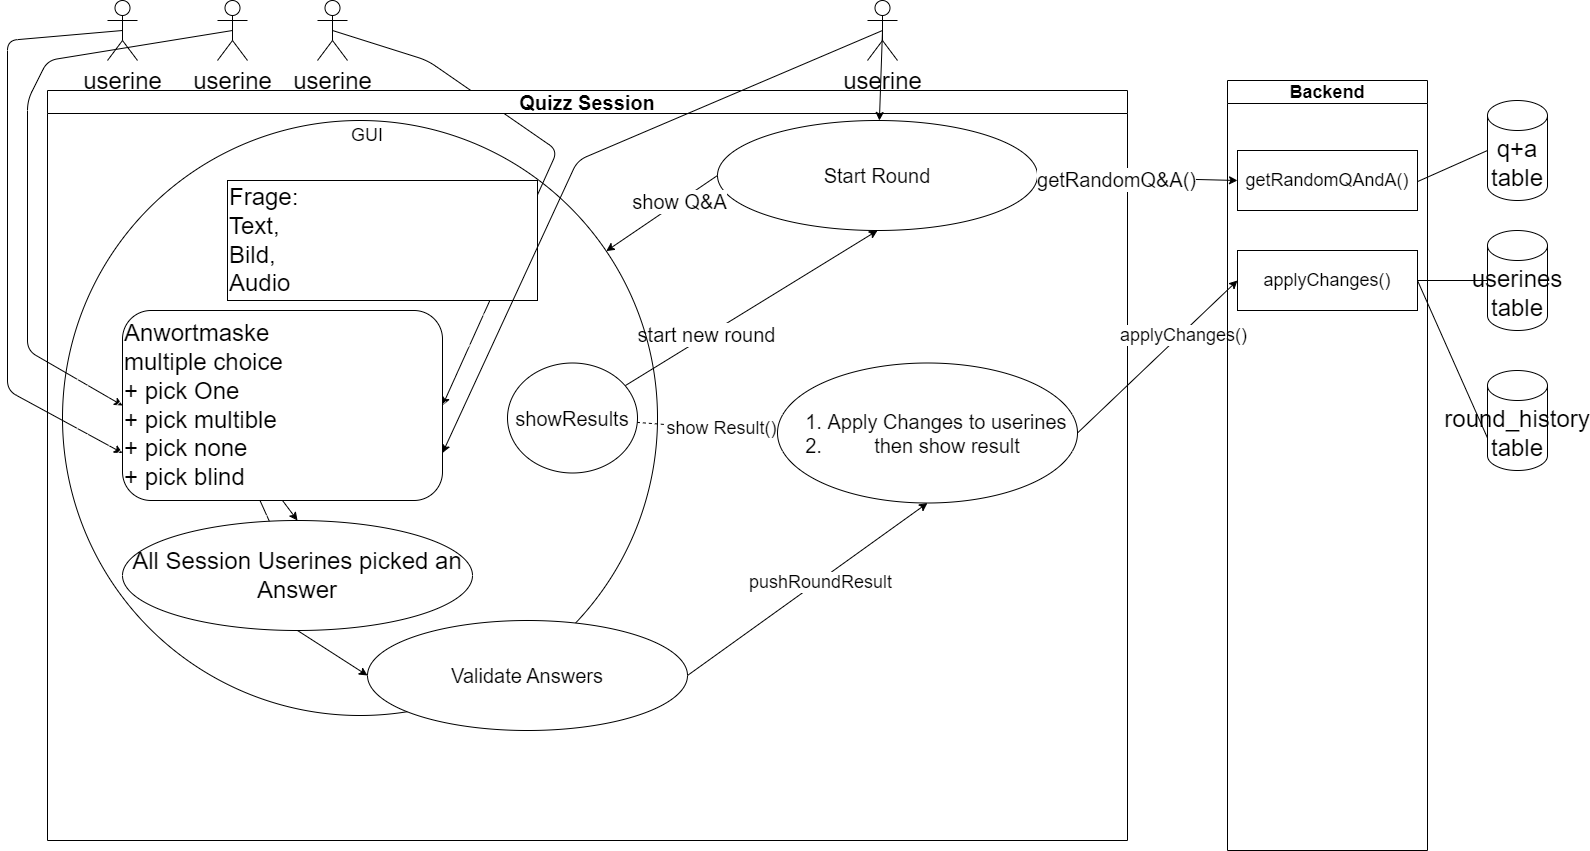 userine
userine
userine
userine
Quizz Session
Backend
GUI
Frage:
Text,
Bild,
Audio
Start Round
show Q&A
getRandomQ&A()
getRandomQAndA()
q+a
table
applyChanges()
userines
table
Anwortmaske
multiple choice
+ pick One
+ pick multible
+ pick none
+ pick blind
start new round
applyChanges()
showResults
show Result()
1. Apply Changes to userines
2. then show result
round_history
table
All Session Userines picked an
Answer
pushRoundResult
Validate Answers